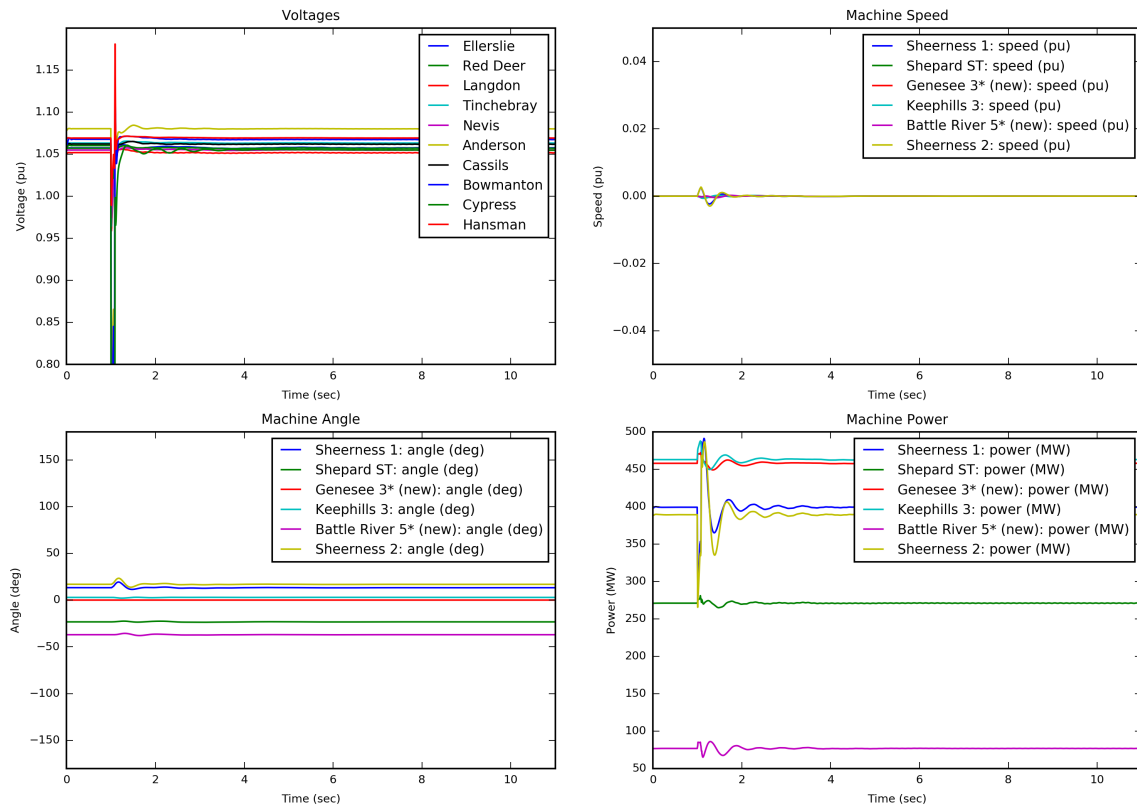 Voltages
1.15
1.10
1.05
1.00
0.95
0.90
0.85
0.80
Voltage (pu)
0 2 4 6 8 10
Time (sec)
Ellerslie
Red Deer
Langdon
Tinchebray
Nevis
Anderson
Cassils
Bowmanton
Cypress
Hansman
Machine Speed
0.04
0.02
0.00
−0.02
−0.04
Speed (pu)
0 2 4 6 8 10
Time (sec)
Sheerness 1: speed (pu)
Shepard ST: speed (pu)
Genesee 3* (new): speed (pu)
Keephills 3: speed (pu)
Battle River 5* (new): speed (pu)
Sheerness 2: speed (pu)
Machine Angle
150
100
50
0
−50
−100
−150
Angle (deg)
0 2 4 6 8 10
Time (sec)
Sheerness 1: angle (deg)
Shepard ST: angle (deg)
Genesee 3* (new): angle (deg)
Keephills 3: angle (deg)
Battle River 5* (new): angle (deg)
Sheerness 2: angle (deg)
Machine Power
500
450
400
350
300
250
200
150
100
50
Power (MW)
0 2 4 6 8 10
Time (sec)
Sheerness 1: power (MW)
Shepard ST: power (MW)
Genesee 3* (new): power (MW)
Keephills 3: power (MW)
Battle River 5* (new): power (MW)
Sheerness 2: power (MW)